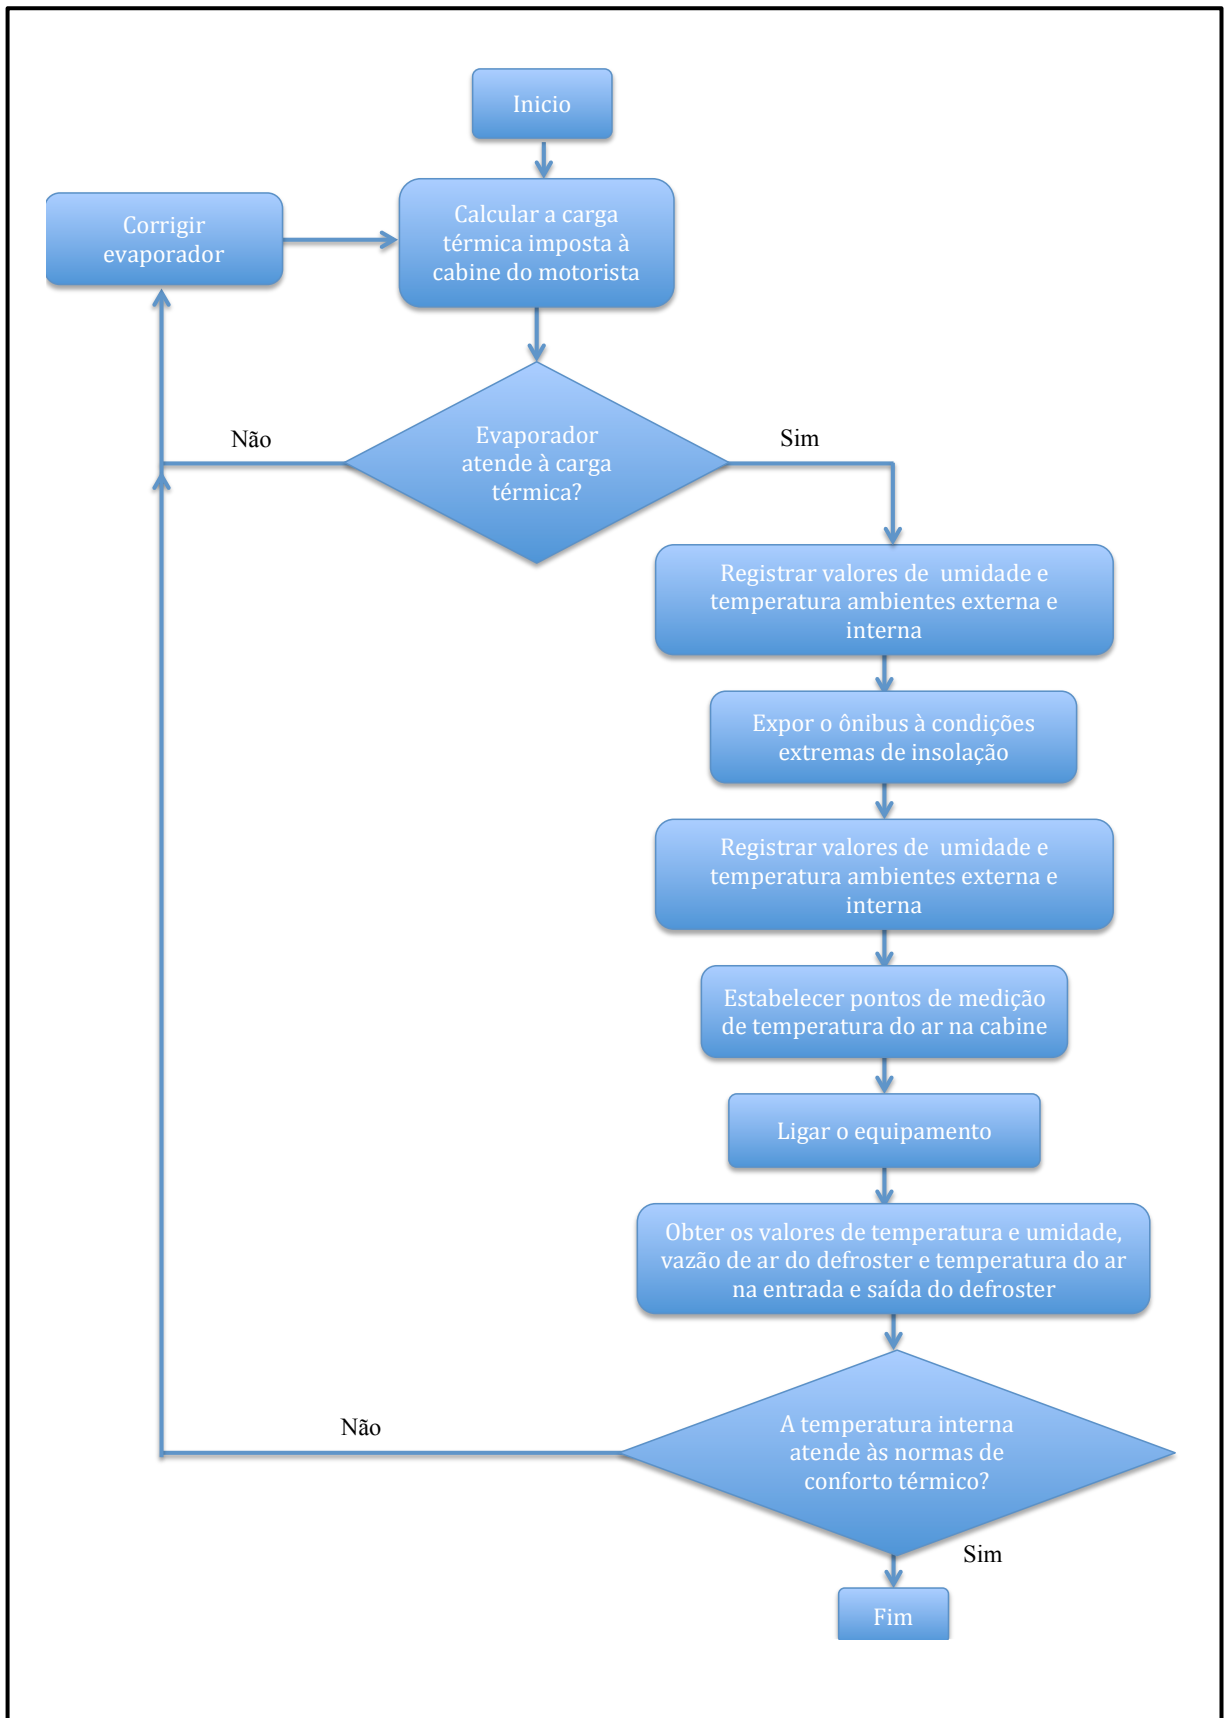 Inicio
Corrigir
evaporador
Calcular a carga
térmica imposta à
cabine do motorista
Não
Evaporador
atende à carga
térmica?
Sim
Registrar valores de  umidade e
temperatura ambientes externa e
interna
Expor o ônibus à condições
extremas de insolação
Registrar valores de  umidade e
temperatura ambientes externa e
interna
Estabelecer pontos de medição
de temperatura do ar na cabine
Ligar o equipamento
Obter os valores de temperatura e umidade,
vazão de ar do defroster e temperatura do ar
na entrada e saída do defroster
Não
A temperatura interna
atende às normas de
conforto térmico?
Sim
Fim